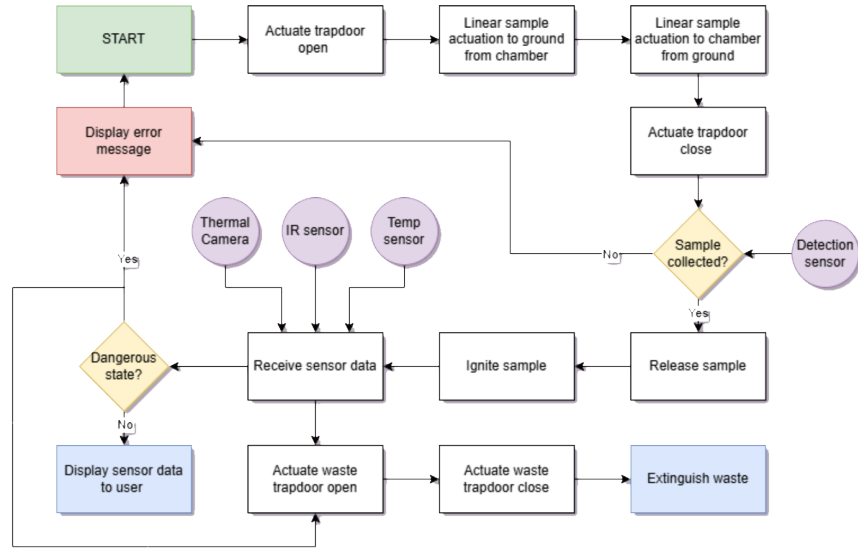 START
Actuate trapdoor
open
Linear sample
actuation to ground
from chamber
Linear sample
actuation to chamber
from ground
Display error
message
Actuate trapdoor
close
Thermal
Camera
IR sensor
Temp
sensor
Sample
collected?
Detection
sensor
No
Yes
Yes
Dangerous
state?
Receive sensor data
Ignite sample
Release sample
No
Display sensor data
to user
Actuate waste
trapdoor open
Actuate waste
trapdoor close
Extinguish waste